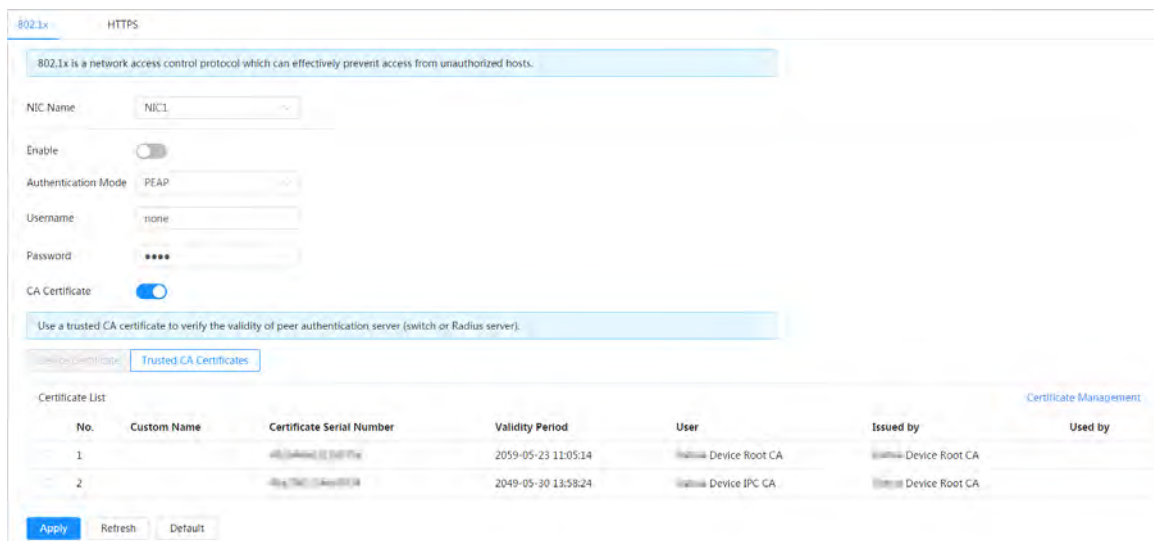 802.1x HTTPS
802.1x is a network access control protocol which can effectively prevent access from unauthorized hosts.
NIC Name NIC1
Enable
Authentication Mode PEAP
Username none
Password ●●●●
CA Certificate
Use a trusted CA certificate to verify the validity of peer authentication server (switch or Radius server).
Device Certificate Trusted CA Certificates
Certificate List Certificate Management
No. Custom Name Certificate Serial Number Validity Period User Issued by Used by
1 2059-05-23 11:05:14 Device Root CA Device Root CA
2 2049-05-30 13:58:24 Device IPC CA Device Root CA
Apply Refresh Default